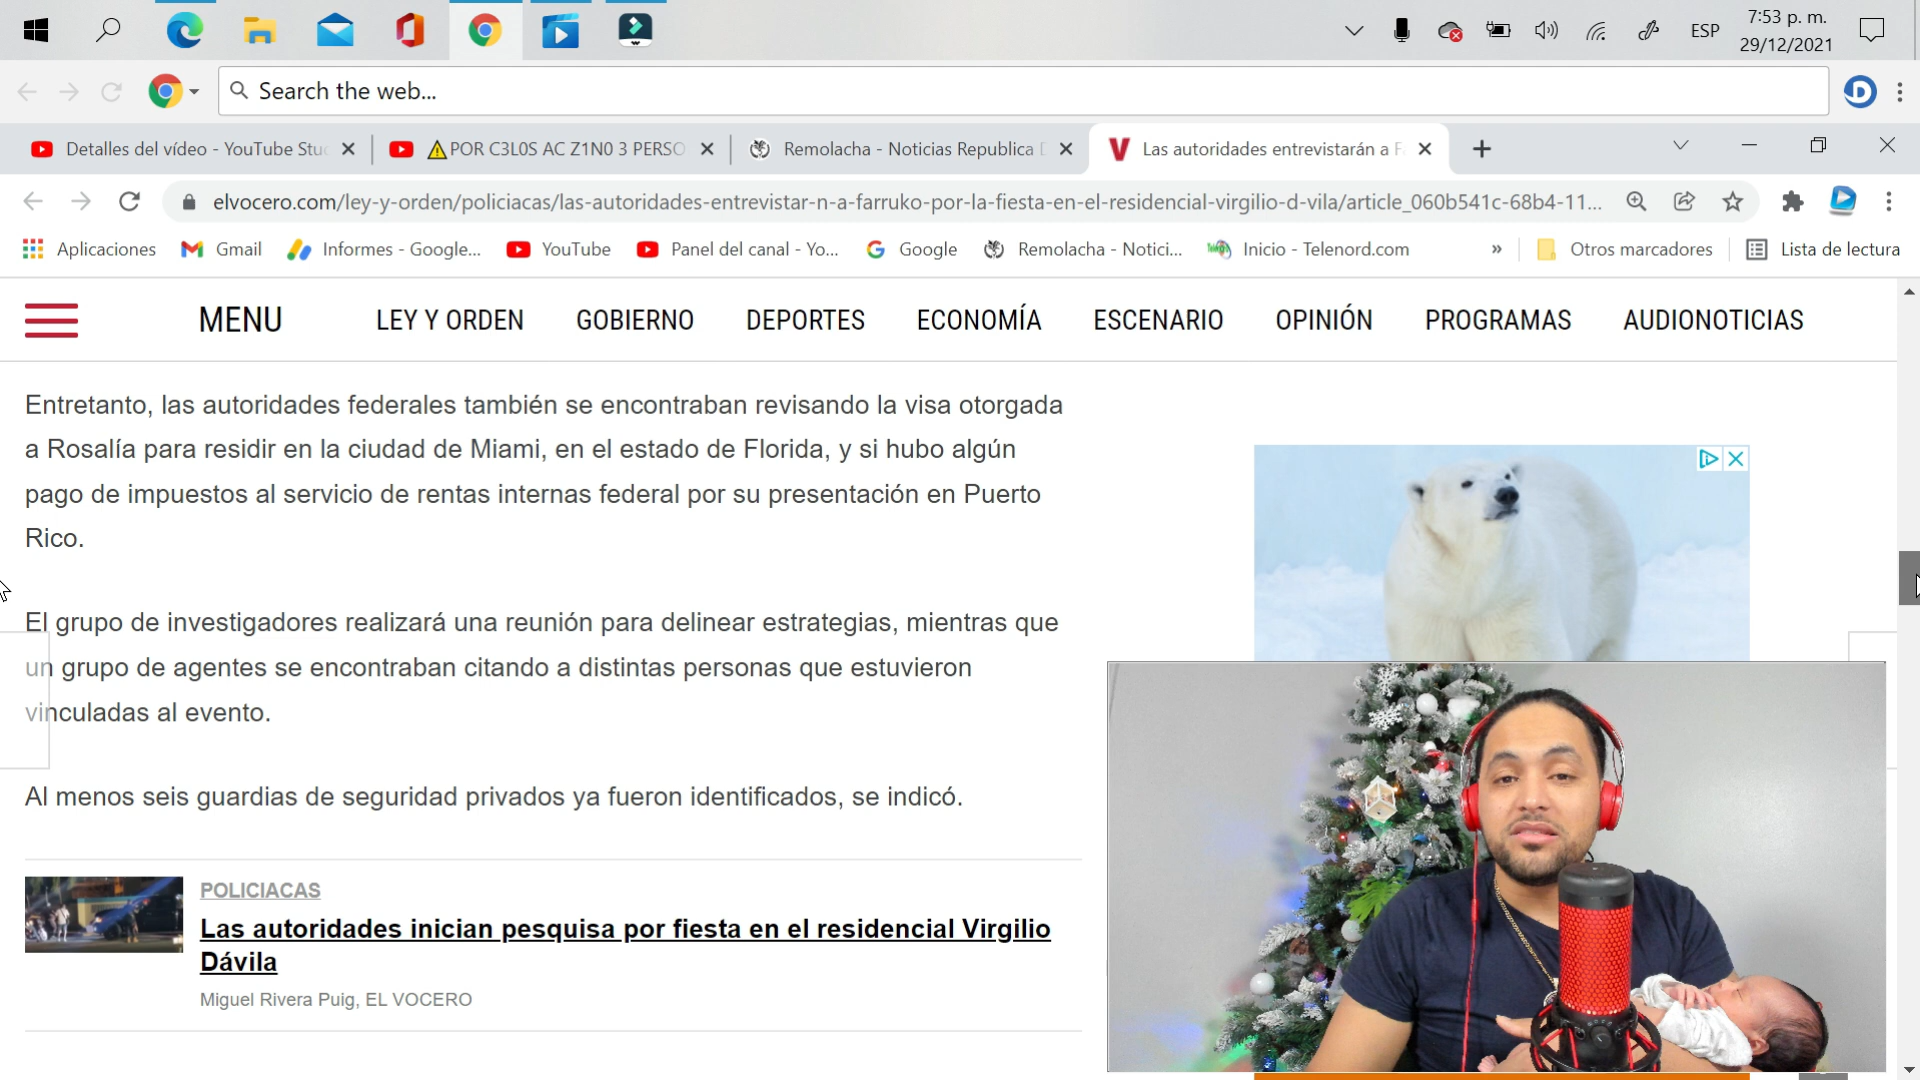 ESP
7:53 p. m.
29/12/2021
Search the web...
Detalles del vídeo - YouTube Stu
⚠POR C3L0S AC Z1N0 3 PERSO
Remolacha - Noticias Republica
Las autoridades entrevistarán a F
elvocero.com/ley-y-orden/policiacas/las-autoridades-entrevistar-n-a-farruko-por-la-fiesta-en-el-residencial-virgilio-d-vila/article_060b541c-68b4-11...
Aplicaciones
Gmail
Informes - Google...
YouTube
Panel del canal - Yo...
Google
Remolacha - Notici...
Inicio - Telenord.com
»
Otros marcadores
Lista de lectura
MENU
LEY Y ORDEN
GOBIERNO
DEPORTES
ECONOMÍA
ESCENARIO
OPINIÓN
PROGRAMAS
AUDIONOTICIAS
Entretanto, las autoridades federales también se encontraban revisando la visa otorgada
a Rosalía para residir en la ciudad de Miami, en el estado de Florida, y si hubo algún
pago de impuestos al servicio de rentas internas federal por su presentación en Puerto
Rico.
El grupo de investigadores realizará una reunión para delinear estrategias, mientras que
un grupo de agentes se encontraban citando a distintas personas que estuvieron
vinculadas al evento.
Al menos seis guardias de seguridad privados ya fueron identificados, se indicó.
POLICIACAS
Las autoridades inician pesquisa por fiesta en el residencial Virgilio
Dávila
Miguel Rivera Puig, EL VOCERO